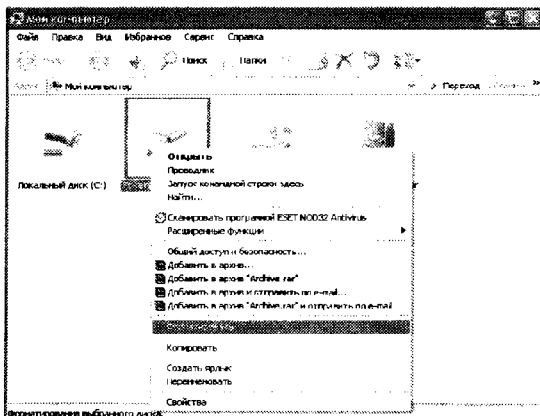 Мой компьютер
Файл Правка Вид Избранное Сервис Справка
Поиск Папки
Мой компьютер Переход
Локальный диск (C:)
Открыть
Проводник
Запуск командной строки здесь
Найти...
Сканировать программой ESET NOD32 Antivirus
Расширенные функции
Общий доступ и безопасность...
Добавить в архив...
Добавить в архив "Archive.rar"
Добавить в архив и отправить по e-mail...
Добавить в архив "Archive.rar" и отправить по e-mail
Копировать
Создать ярлык
Переименовать
Свойства
Форматирование выбранного диска